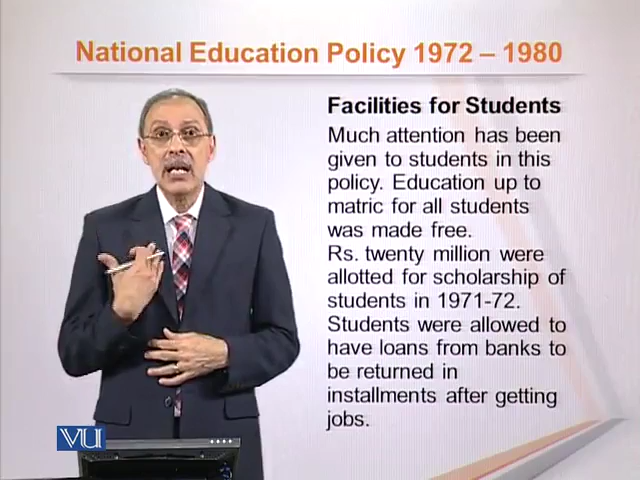 National Education Policy 1972 – 1980
Facilities for Students
Much attention has been
given to students in this
policy. Education up to
matric for all students
was made free.
Rs. twenty million were
allotted for scholarship of
students in 1971-72.
Students were allowed to
have loans from banks to
be returned in
installments after getting
jobs.
VU